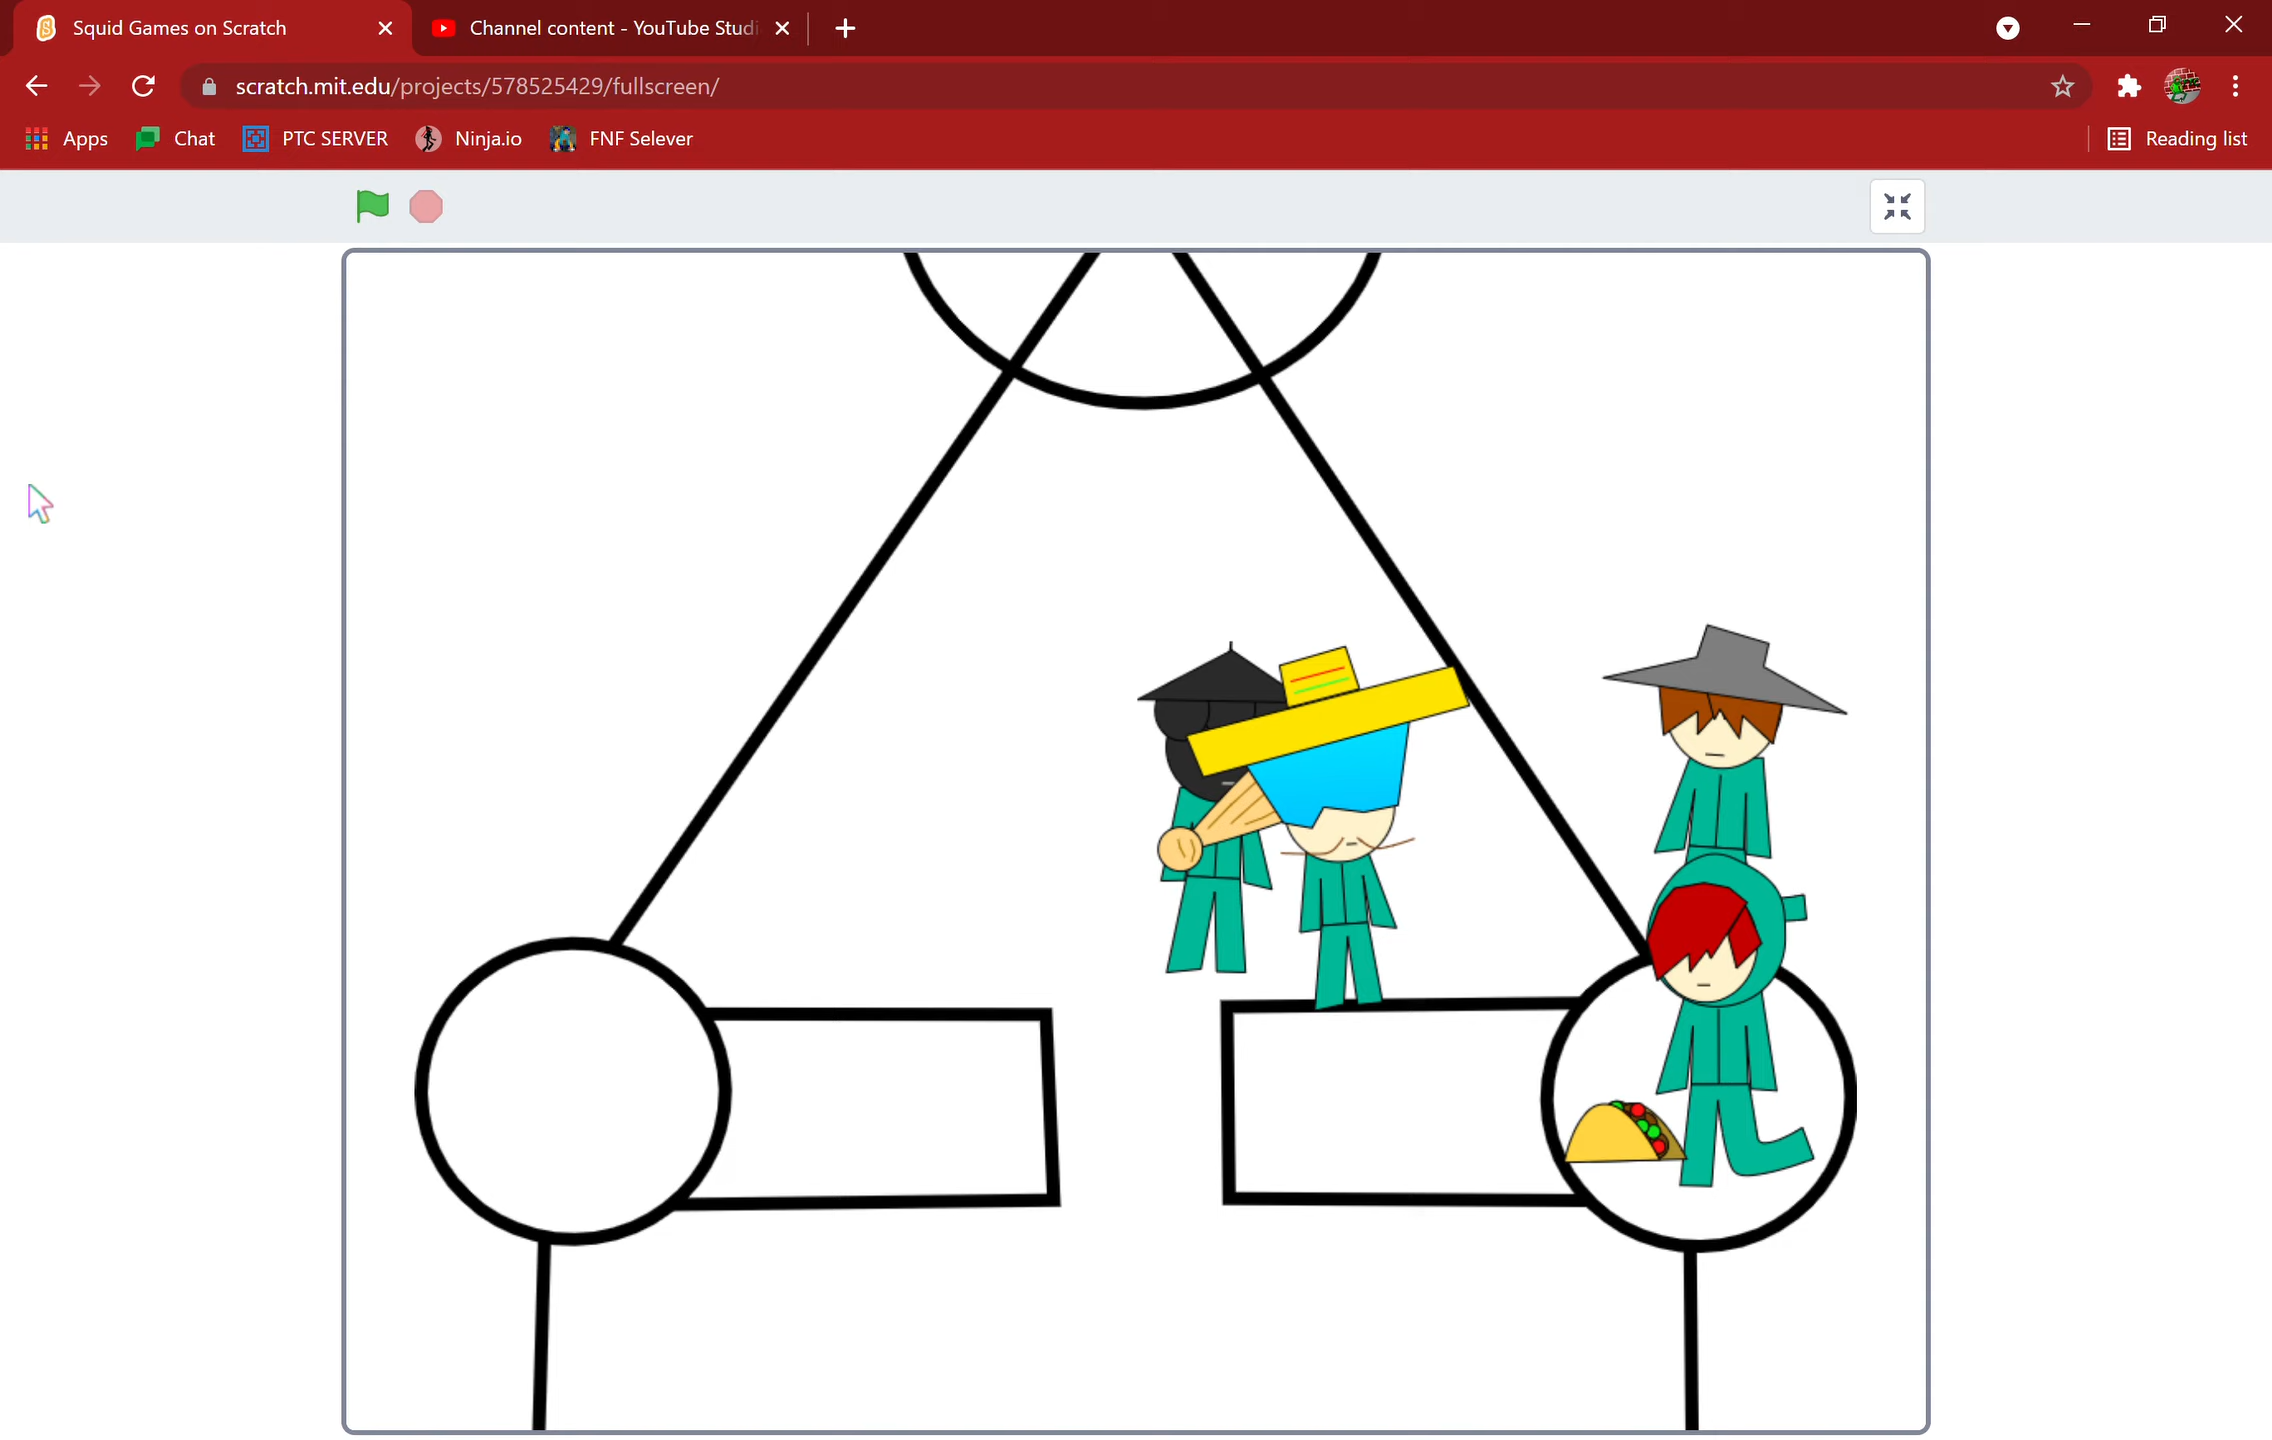 Squid Games on Scratch
Channel content - YouTube Studi
scratch.mit.edu/projects/578525429/fullscreen/
Apps
Chat
PTC SERVER
Ninja.io
FNF Selever
Reading list